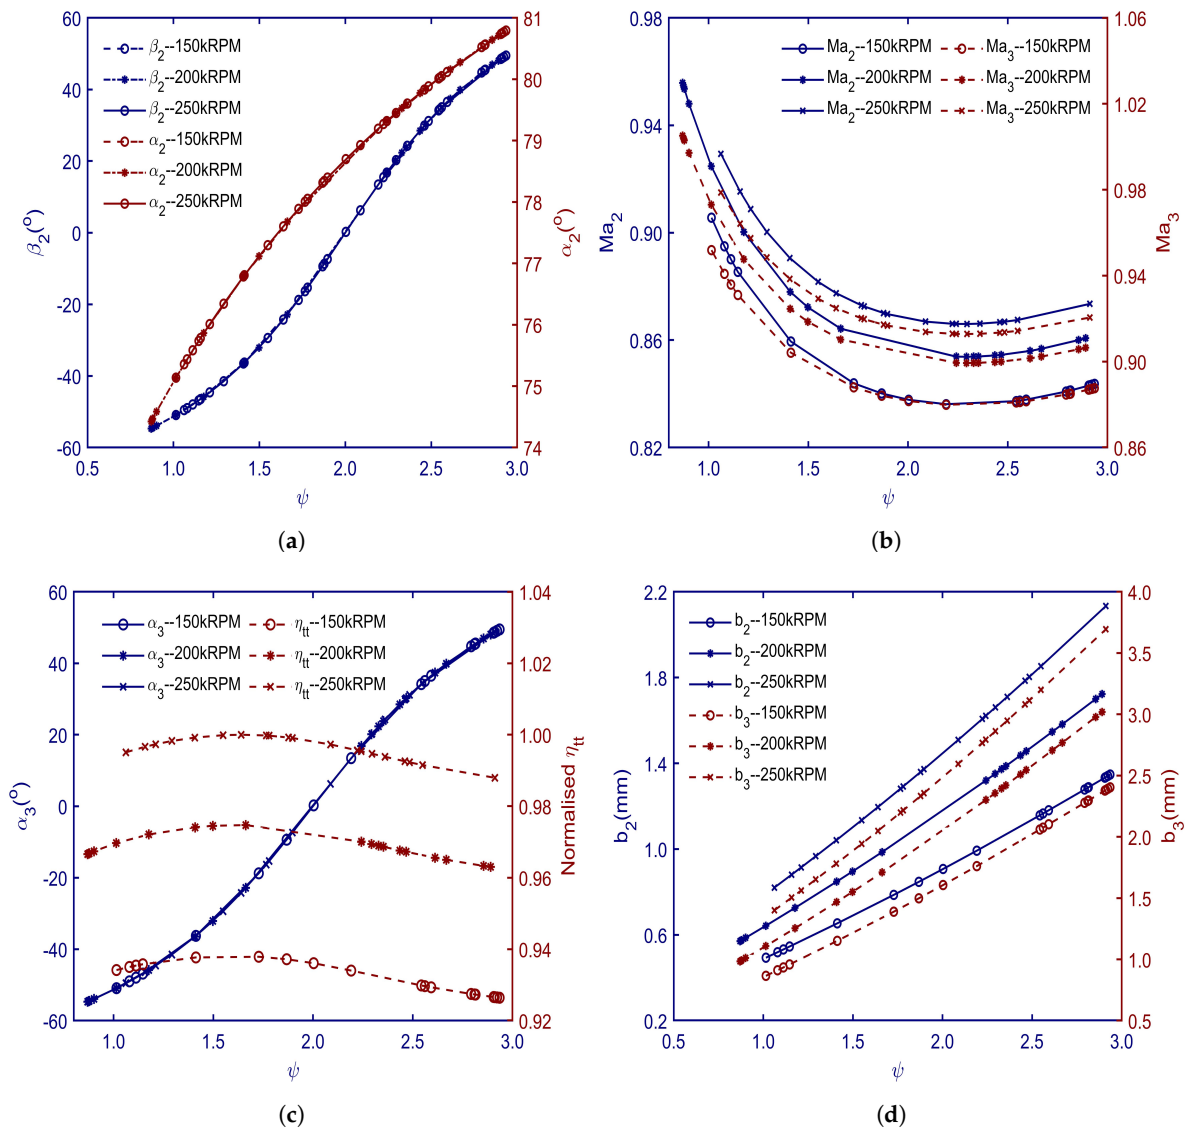 60
40
20
0
-20
-40
-60
β2(°)
81
80
79
78
77
76
75
74
α2(°)
0.5 1.0 1.5 2.0 2.5 3.0
ψ
β2--150kRPM
β2--200kRPM
β2--250kRPM
α2--150kRPM
α2--200kRPM
α2--250kRPM
(a)
0.98
0.94
0.90
0.86
0.82
Ma2
1.06
1.02
0.98
0.94
0.90
0.86
Ma3
1.0 1.5 2.0 2.5 3.0
ψ
Ma2--150kRPM Ma3--150kRPM
Ma2--200kRPM Ma3--200kRPM
Ma2--250kRPM Ma3--250kRPM
(b)
60
40
20
0
-20
-40
-60
α3(°)
1.04
1.02
1.00
0.98
0.96
0.94
0.92
Normalised ηtt
1.0 1.5 2.0 2.5 3.0
ψ
α3--150kRPM ηtt--150kRPM
α3--200kRPM ηtt--200kRPM
α3--250kRPM ηtt--250kRPM
(c)
2.2
1.8
1.4
1.0
0.6
0.2
b2(mm)
4.0
3.5
3.0
2.5
2.0
1.5
1.0
0.5
b3(mm)
0.5 1.0 1.5 2.0 2.5 3.0
ψ
b2--150kRPM
b2--200kRPM
b2--250kRPM
b3--150kRPM
b3--200kRPM
b3--250kRPM
(d)